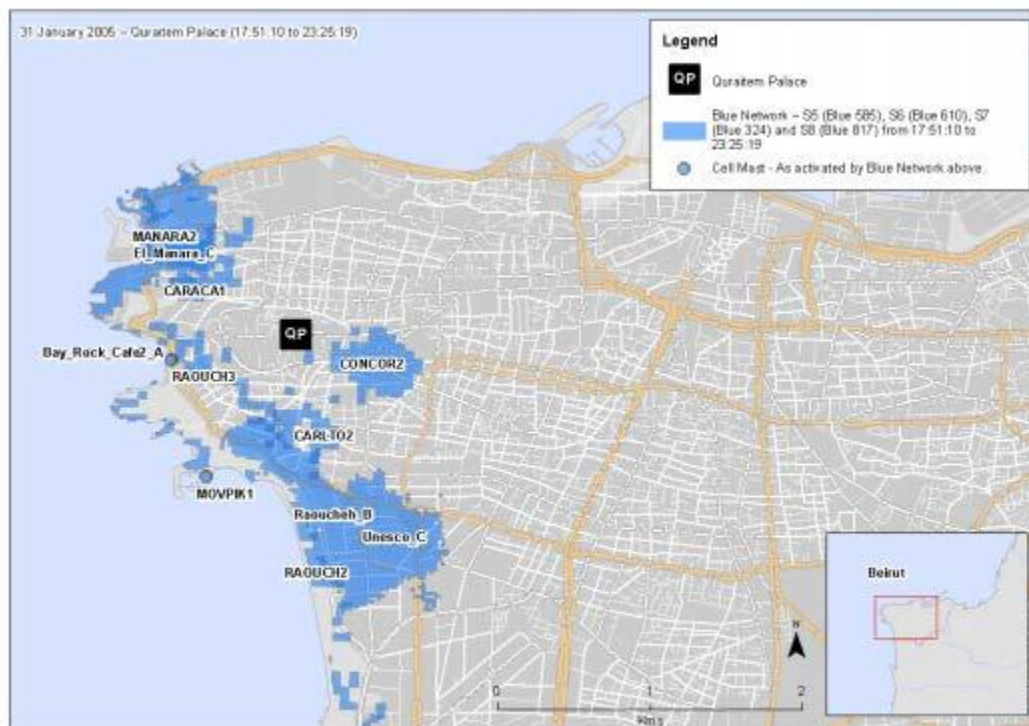 31 January 2005 – Quraitem Palace (17:51:10 to 23:25:19)
Legend
QP
Quraitem Palace
Blue Network – S5 (Blue 585), S6 (Blue 610), S7
(Blue 324) and S8 (Blue 817) from 17:51:10 to
23:25:19
Cell Mast - As activated by Blue Network above
MANARA2
El_Manara_C
CARACA1
QP
Bay_Rock_Cafe2_A
CONCOR2
RAOUCH3
CARLTO2
MOVPIK1
Raoucheh_B
Unesco_C
RAOUCH2
Beirut
N
0 1 2
Kms